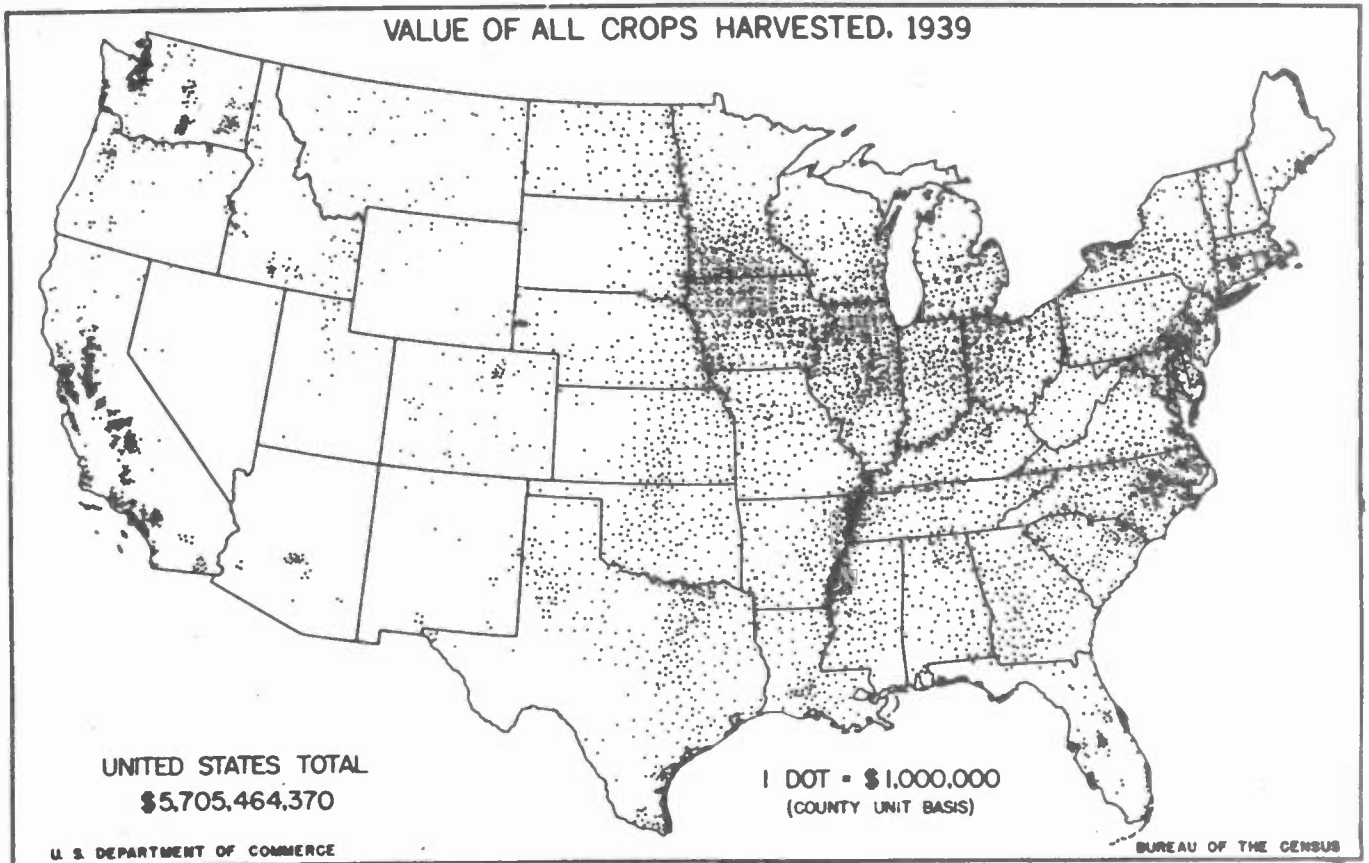 VALUE OF ALL CROPS HARVESTED, 1939
UNITED STATES TOTAL
$5,705,464,370
1 DOT = $1,000,000
(COUNTY UNIT BASIS)
U. S. DEPARTMENT OF COMMERCE
BUREAU OF THE CENSUS